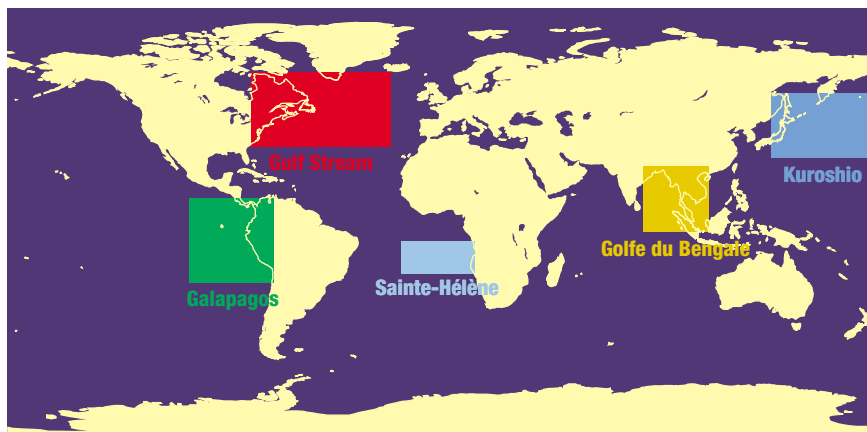 Gulf Stream
Kuroshio
Golfe du Bengale
Sainte-Hélène
Galapagos